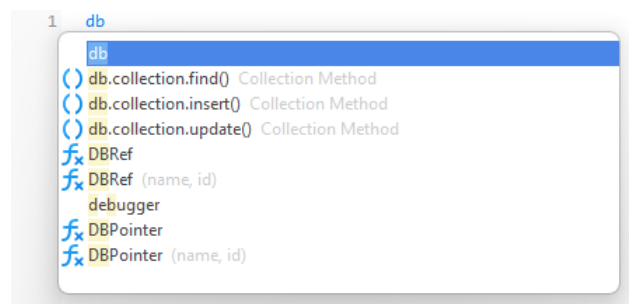 1 db
db
db.collection.find() Collection Method
db.collection.insert() Collection Method
db.collection.update() Collection Method
DBRef
DBRef (name, id)
debugger
DBPointer
DBPointer (name, id)